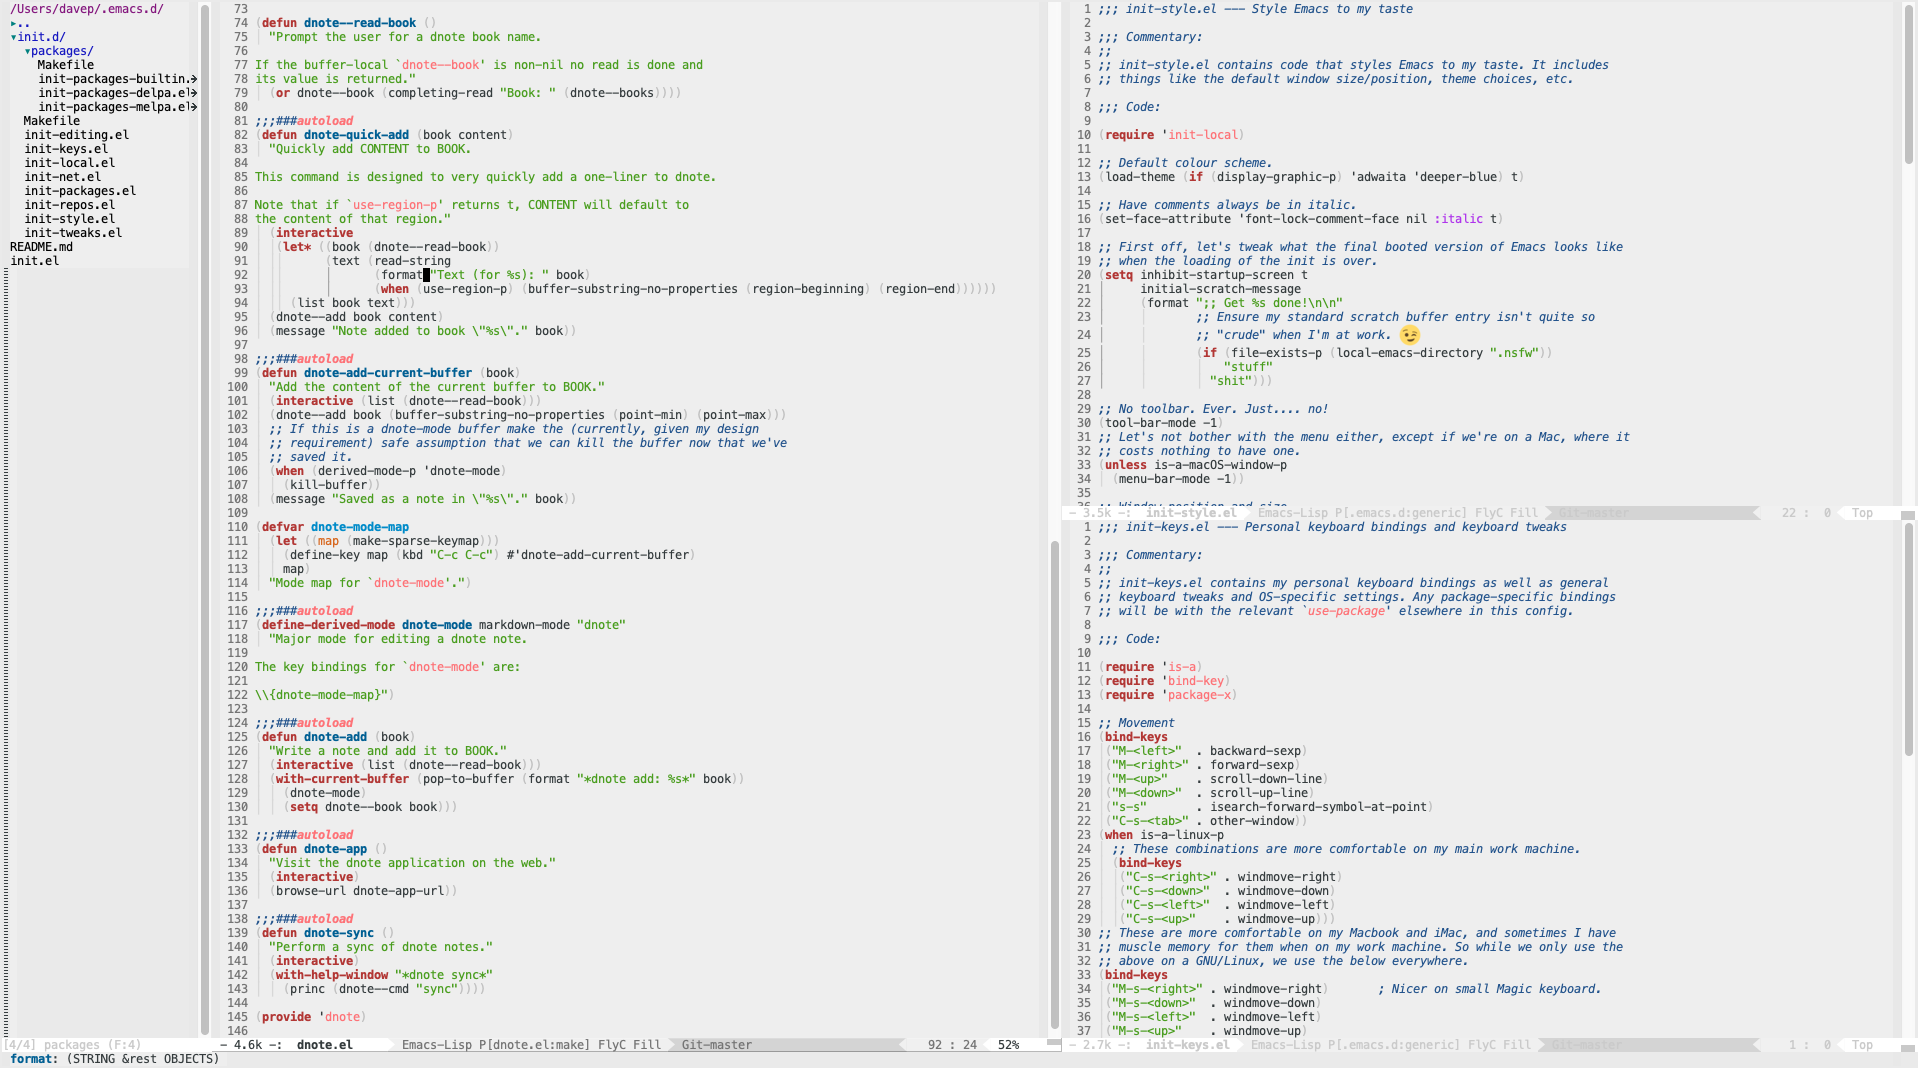 /Users/davep/.emacs.d/
▸..
▾init.d/
▾packages/
Makefile
init-packages-builtin.→
init-packages-delpa.el→
init-packages-melpa.el→
Makefile
init-editing.el
init-keys.el
init-local.el
init-net.el
init-packages.el
init-repos.el
init-style.el
init-tweaks.el
README.md
init.el
[4/4] packages (F:4)
73
74 (defun dnote--read-book ()
75   "Prompt the user for a dnote book name.
76
77 If the buffer-local `dnote--book' is non-nil no read is done and
78 its value is returned."
79   (or dnote--book (completing-read "Book: " (dnote--books))))
80
81 ;;;###autoload
82 (defun dnote-quick-add (book content)
83   "Quickly add CONTENT to BOOK.
84
85 This command is designed to very quickly add a one-liner to dnote.
86
87 Note that if `use-region-p' returns t, CONTENT will default to
88 the content of that region."
89   (interactive
90    (let* ((book (dnote--read-book))
91           (text (read-string
92                  (format "Text (for %s): " book)
93                  (when (use-region-p) (buffer-substring-no-properties (region-beginning) (region-end))))))
94      (list book text)))
95   (dnote--add book content)
96   (message "Note added to book \"%s\"." book))
97
98 ;;;###autoload
99 (defun dnote-add-current-buffer (book)
100   "Add the content of the current buffer to BOOK."
101   (interactive (list (dnote--read-book)))
102   (dnote--add book (buffer-substring-no-properties (point-min) (point-max)))
103   ;; If this is a dnote-mode buffer make the (currently, given my design
104   ;; requirement) safe assumption that we can kill the buffer now that we've
105   ;; saved it.
106   (when (derived-mode-p 'dnote-mode)
107     (kill-buffer))
108   (message "Saved as a note in \"%s\"." book))
109
110 (defvar dnote-mode-map
111   (let ((map (make-sparse-keymap)))
112     (define-key map (kbd "C-c C-c") #'dnote-add-current-buffer)
113     map)
114   "Mode map for `dnote-mode'.")
115
116 ;;;###autoload
117 (define-derived-mode dnote-mode markdown-mode "dnote"
118   "Major mode for editing a dnote note.
119
120 The key bindings for `dnote-mode' are:
121
122 \\{dnote-mode-map}")
123
124 ;;;###autoload
125 (defun dnote-add (book)
126   "Write a note and add it to BOOK."
127   (interactive (list (dnote--read-book)))
128   (with-current-buffer (pop-to-buffer (format "*dnote add: %s*" book))
129     (dnote-mode)
130     (setq dnote--book book)))
131
132 ;;;###autoload
133 (defun dnote-app ()
134   "Visit the dnote application on the web."
135   (interactive)
136   (browse-url dnote-app-url))
137
138 ;;;###autoload
139 (defun dnote-sync ()
140   "Perform a sync of dnote notes."
141   (interactive)
142   (with-help-window "*dnote sync*"
143     (princ (dnote--cmd "sync"))))
144
145 (provide 'dnote)
146
- 4.6k -:  dnote.el   Emacs-Lisp P[dnote.el:make] FlyC Fill   Git-master   92 : 24   52%
1 ;;; init-style.el --- Style Emacs to my taste
2
3 ;;; Commentary:
4 ;;
5 ;; init-style.el contains code that styles Emacs to my taste. It includes
6 ;; things like the default window size/position, theme choices, etc.
7
8 ;;; Code:
9
10 (require 'init-local)
11
12 ;; Default colour scheme.
13 (load-theme (if (display-graphic-p) 'adwaita 'deeper-blue) t)
14
15 ;; Have comments always be in italic.
16 (set-face-attribute 'font-lock-comment-face nil :italic t)
17
18 ;; First off, let's tweak what the final booted version of Emacs looks like
19 ;; when the loading of the init is over.
20 (setq inhibit-startup-screen t
21       initial-scratch-message
22       (format ";; Get %s done!\n\n"
23               ;; Ensure my standard scratch buffer entry isn't quite so
24               ;; "crude" when I'm at work. 😉
25               (if (file-exists-p (local-emacs-directory ".nsfw"))
26                   "stuff"
27                 "shit")))
28
29 ;; No toolbar. Ever. Just.... no!
30 (tool-bar-mode -1)
31 ;; Let's not bother with the menu either, except if we're on a Mac, where it
32 ;; costs nothing to have one.
33 (unless is-a-macOS-window-p
34   (menu-bar-mode -1))
35
36 ;; Window position and size
- 3.5k -:  init-style.el   Emacs-Lisp P[.emacs.d:generic] FlyC Fill   Git-master   22 :  0   Top
1 ;;; init-keys.el --- Personal keyboard bindings and keyboard tweaks
2
3 ;;; Commentary:
4 ;;
5 ;; init-keys.el contains my personal keyboard bindings as well as general
6 ;; keyboard tweaks and OS-specific settings. Any package-specific bindings
7 ;; will be with the relevant `use-package' elsewhere in this config.
8
9 ;;; Code:
10
11 (require 'is-a)
12 (require 'bind-key)
13 (require 'package-x)
14
15 ;; Movement
16 (bind-keys
17  ("M-<left>"  . backward-sexp)
18  ("M-<right>" . forward-sexp)
19  ("M-<up>"    . scroll-down-line)
20  ("M-<down>"  . scroll-up-line)
21  ("s-s"       . isearch-forward-symbol-at-point)
22  ("C-s-<tab>" . other-window))
23 (when is-a-linux-p
24   ;; These combinations are more comfortable on my main work machine.
25   (bind-keys
26    ("C-s-<right>" . windmove-right)
27    ("C-s-<down>"  . windmove-down)
28    ("C-s-<left>"  . windmove-left)
29    ("C-s-<up>"    . windmove-up)))
30 ;; These are more comfortable on my Macbook and iMac, and sometimes I have
31 ;; muscle memory for them when on my work machine. So while we only use the
32 ;; above on a GNU/Linux, we use the below everywhere.
33 (bind-keys
34  ("M-s-<right>" . windmove-right)       ; Nicer on small Magic keyboard.
35  ("M-s-<down>"  . windmove-down)
36  ("M-s-<left>"  . windmove-left)
37  ("M-s-<up>"    . windmove-up)
- 2.7k -:  init-keys.el   Emacs-Lisp P[.emacs.d:generic] FlyC Fill   Git-master   1 :  0   Top
format: (STRING &rest OBJECTS)